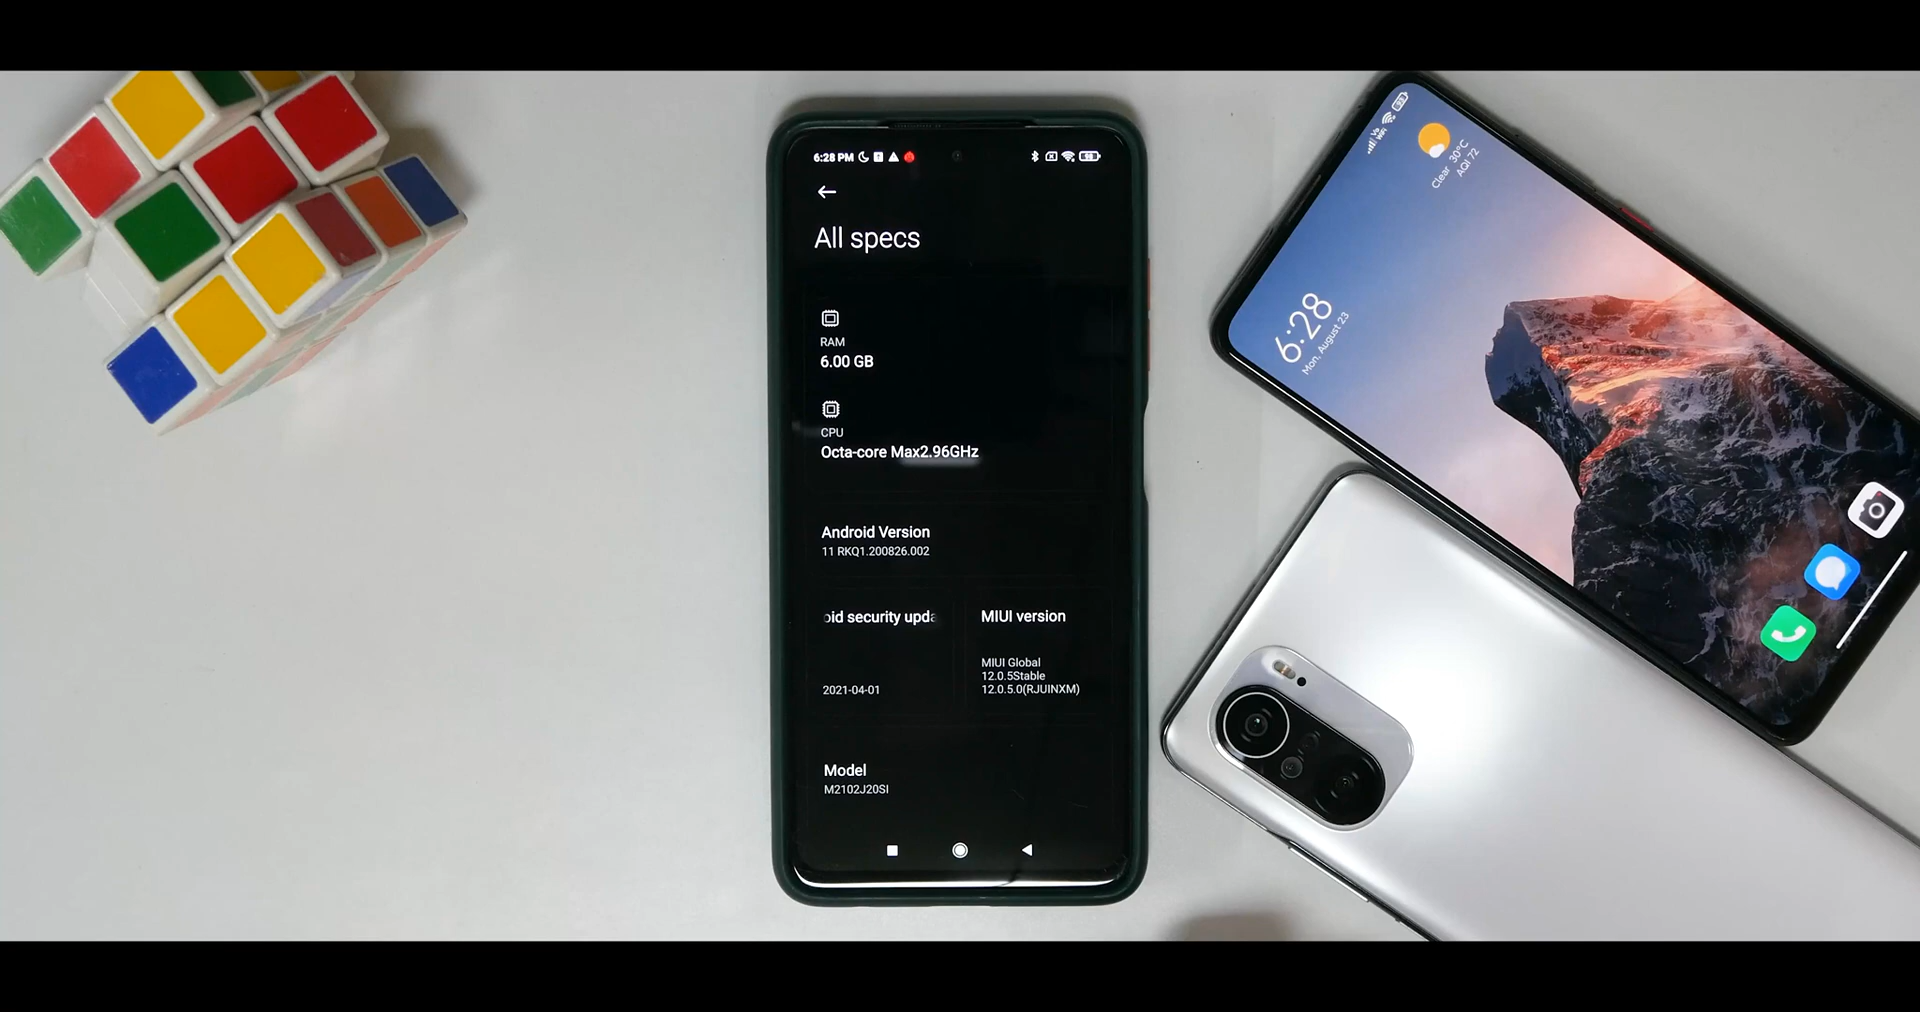 6:28 PM
All specs
RAM
6.00 GB
CPU
Octa-core Max2.96GHz
Android Version
11 RKQ1.200826.002
oid security upda
2021-04-01
MIUI version
MIUI Global
12.0.5Stable
12.0.5.0(RJUINXM)
Model
M2102J20SI
30°C
Clear
AQI 72
6:28
Mon, August 23